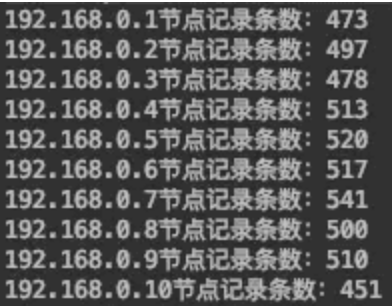 192.168.0.1节点记录条数：473
192.168.0.2节点记录条数：497
192.168.0.3节点记录条数：478
192.168.0.4节点记录条数：513
192.168.0.5节点记录条数：520
192.168.0.6节点记录条数：517
192.168.0.7节点记录条数：541
192.168.0.8节点记录条数：500
192.168.0.9节点记录条数：510
192.168.0.10节点记录条数：451